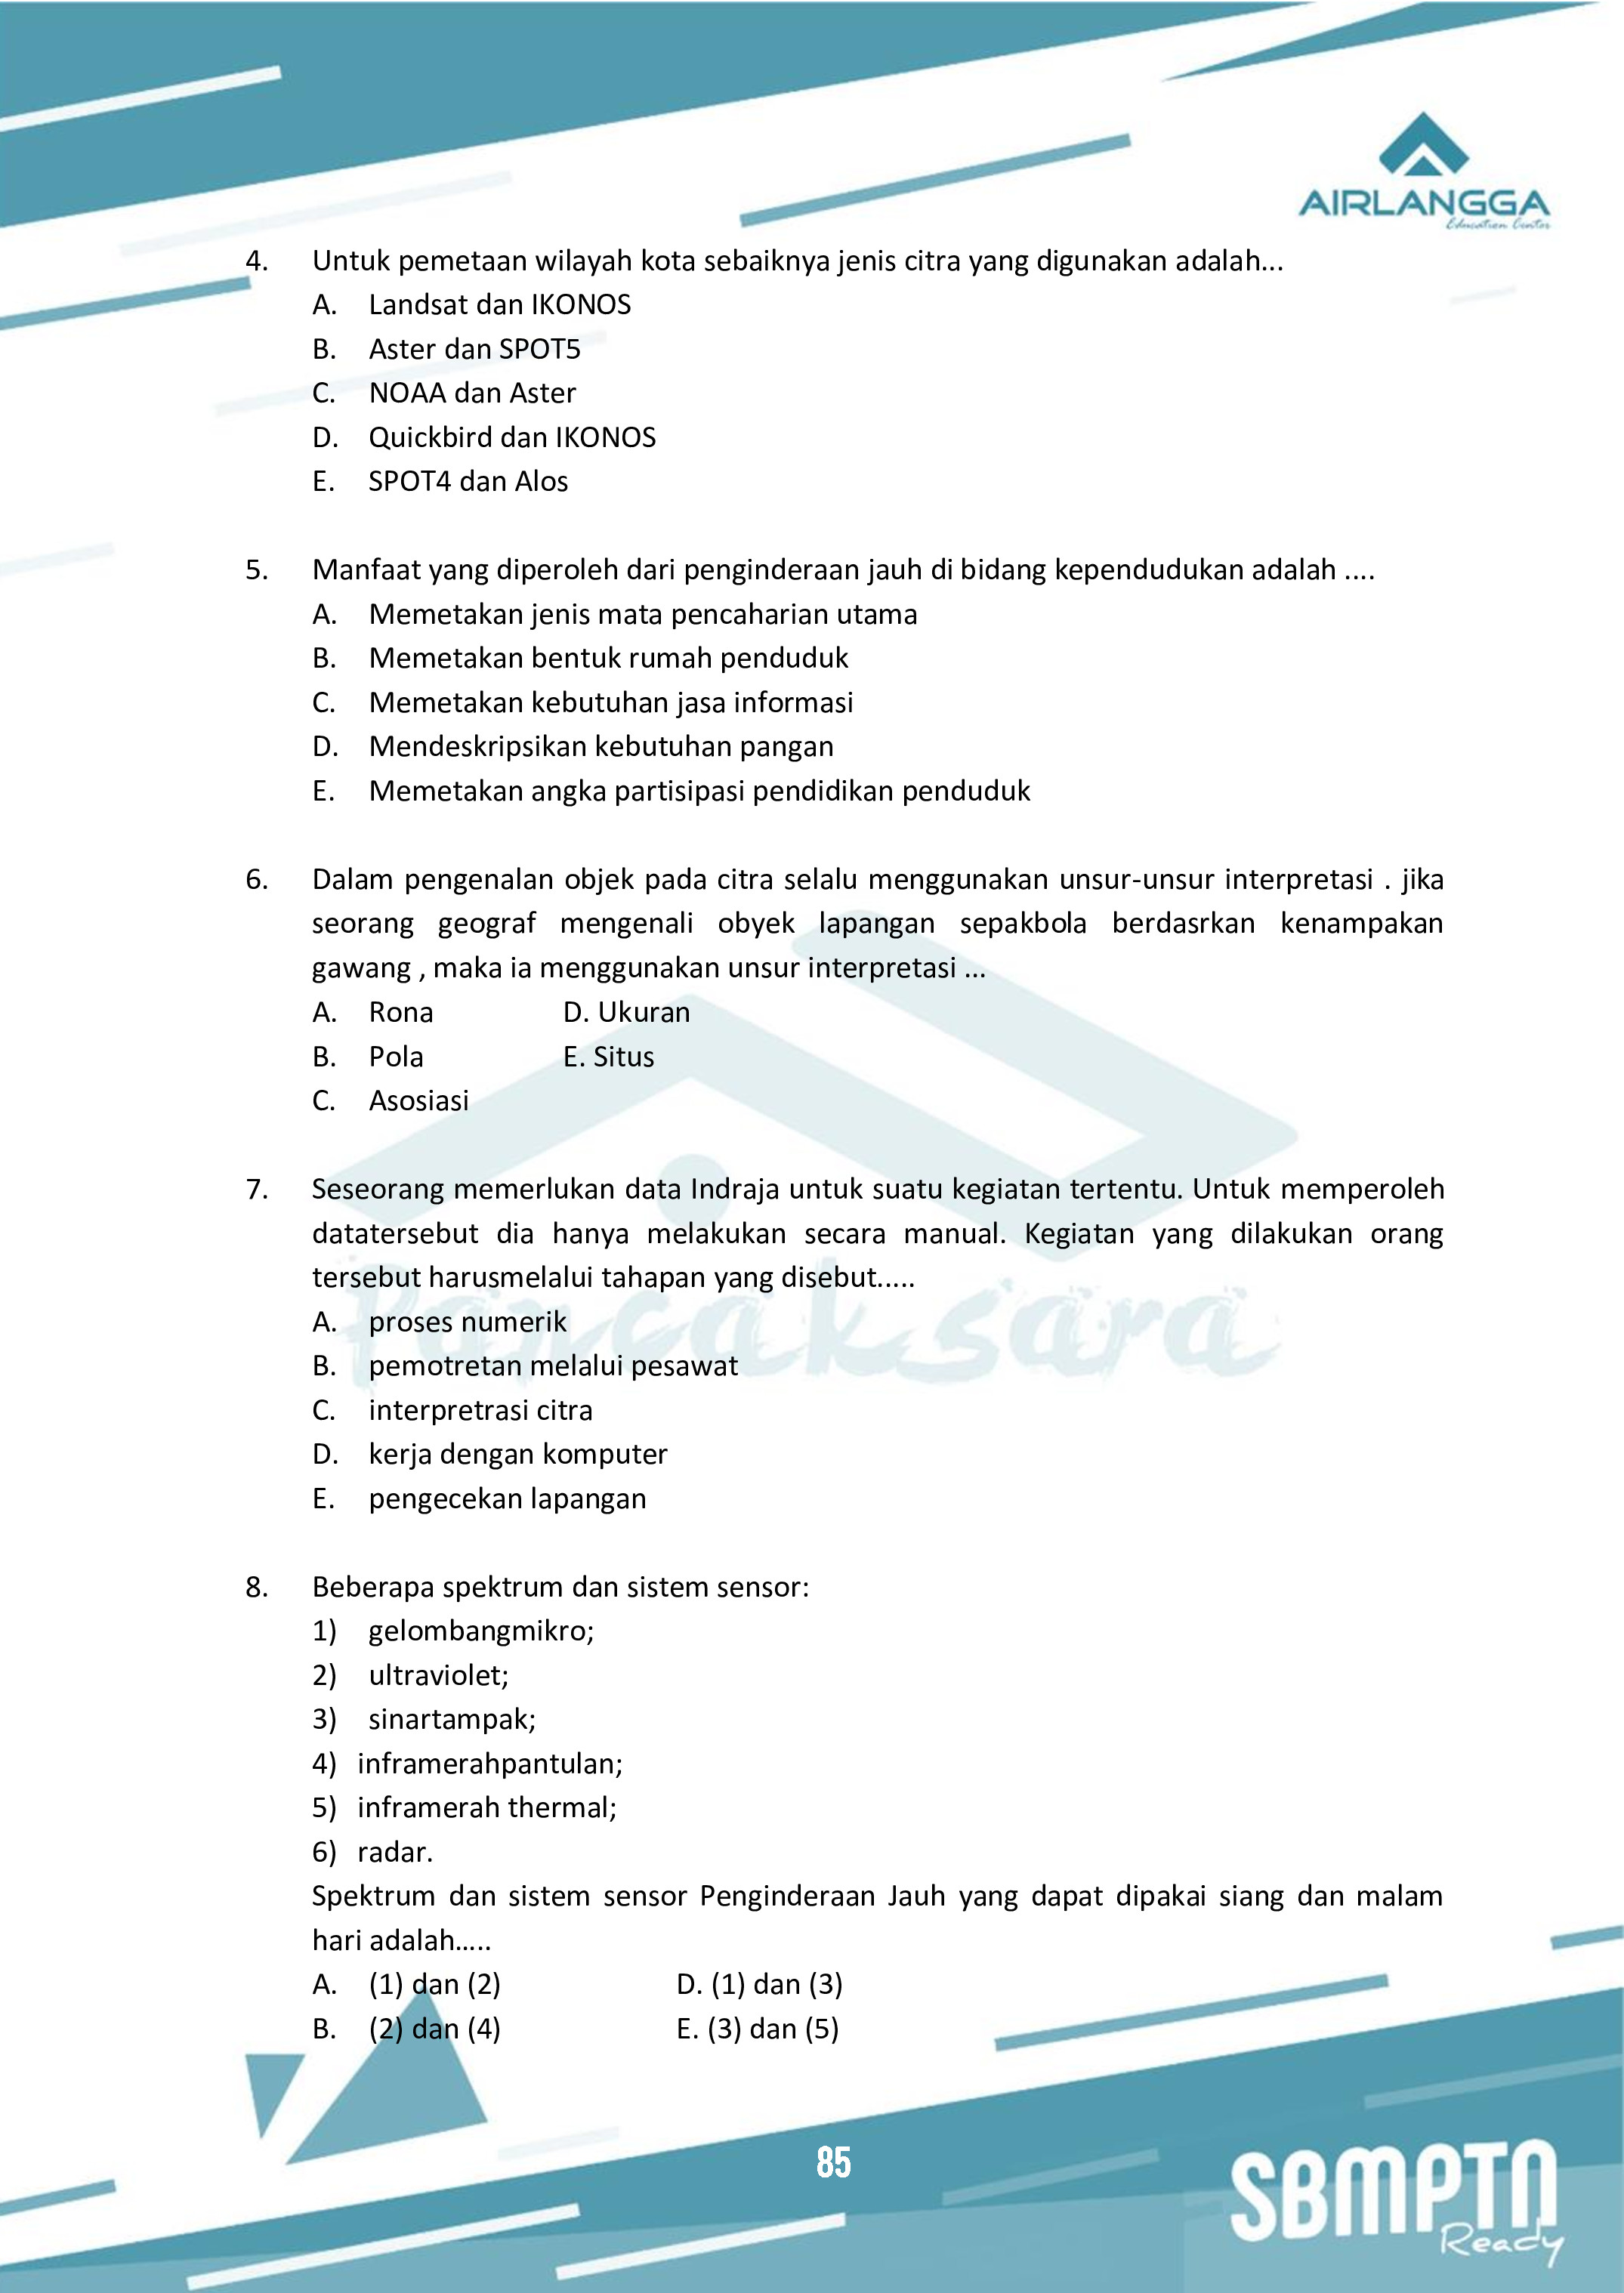 AIRLANGGA
Education Center
4. Untuk pemetaan wilayah kota sebaiknya jenis citra yang digunakan adalah...
A. Landsat dan IKONOS
B. Aster dan SPOT5
C. NOAA dan Aster
D. Quickbird dan IKONOS
E. SPOT4 dan Alos
5. Manfaat yang diperoleh dari penginderaan jauh di bidang kependudukan adalah ....
A. Memetakan jenis mata pencaharian utama
B. Memetakan bentuk rumah penduduk
C. Memetakan kebutuhan jasa informasi
D. Mendeskripsikan kebutuhan pangan
E. Memetakan angka partisipasi pendidikan penduduk
6. Dalam pengenalan objek pada citra selalu menggunakan unsur-unsur interpretasi . jika
seorang geograf mengenali obyek lapangan sepakbola berdasrkan kenampakan
gawang , maka ia menggunakan unsur interpretasi ...
A. Rona D. Ukuran
B. Pola E. Situs
C. Asosiasi
7. Seseorang memerlukan data Indraja untuk suatu kegiatan tertentu. Untuk memperoleh
datatersebut dia hanya melakukan secara manual. Kegiatan yang dilakukan orang
tersebut harusmelalui tahapan yang disebut.....
Pancaksara
A. proses numerik
B. pemotretan melalui pesawat
C. interpretrasi citra
D. kerja dengan komputer
E. pengecekan lapangan
8. Beberapa spektrum dan sistem sensor:
1) gelombangmikro;
2) ultraviolet;
3) sinartampak;
4) inframerahpantulan;
5) inframerah thermal;
6) radar.
Spektrum dan sistem sensor Penginderaan Jauh yang dapat dipakai siang dan malam
hari adalah.....
A. (1) dan (2) D. (1) dan (3)
B. (2) dan (4) E. (3) dan (5)
85
SBMPTN
Ready